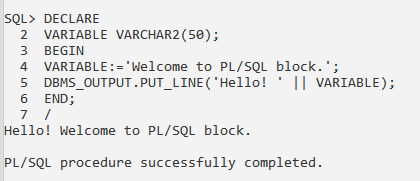 SQL> DECLARE
  2  VARIABLE VARCHAR2(50);
  3  BEGIN
  4  VARIABLE:='Welcome to PL/SQL block.';
  5  DBMS_OUTPUT.PUT_LINE('Hello! ' || VARIABLE);
  6  END;
  7  /
Hello! Welcome to PL/SQL block.

PL/SQL procedure successfully completed.